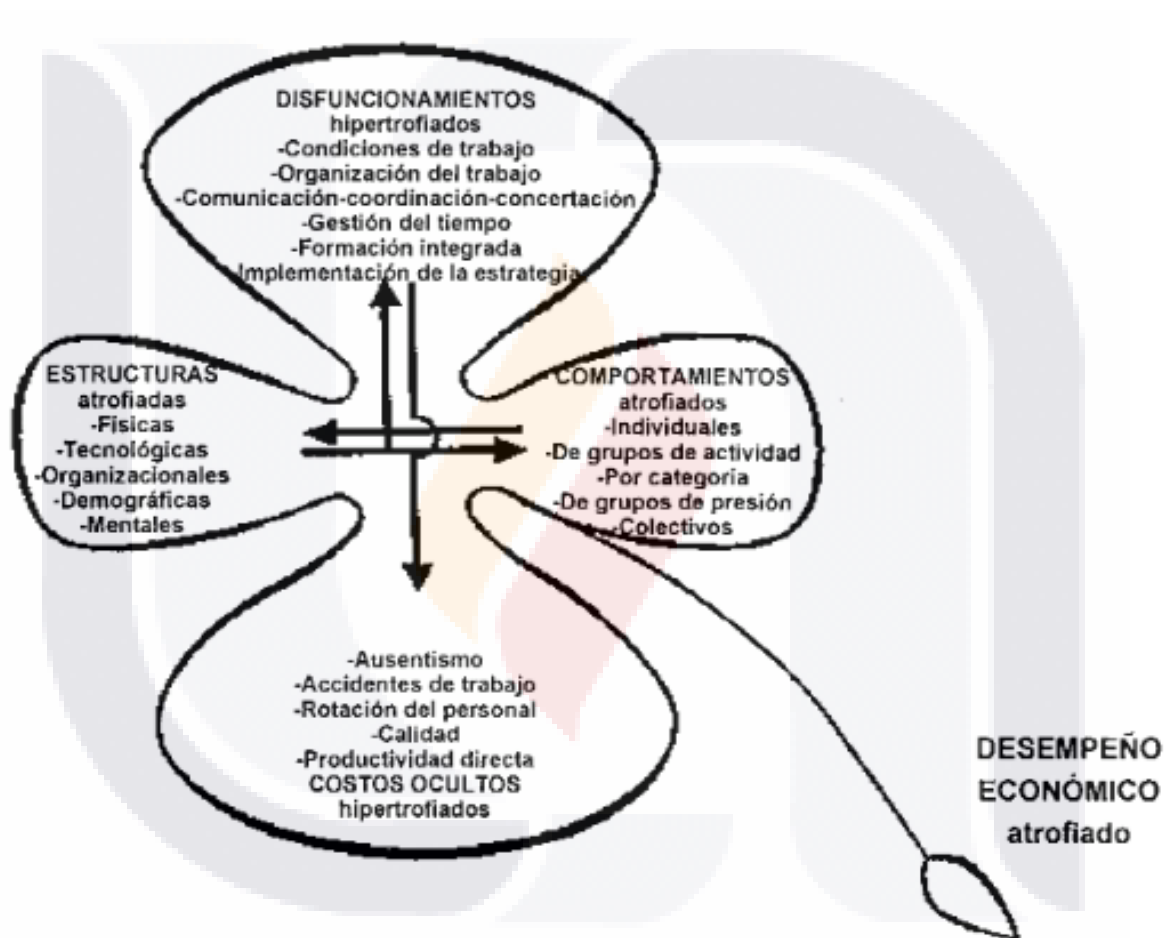 DISFUNCIONAMIENTOS
hipertrofiados
-Condiciones de trabajo
-Organización del trabajo
-Comunicación-coordinación-concertación
-Gestión del tiempo
-Formación integrada
Implementación de la estrategia
ESTRUCTURAS
atrofiadas
-Físicas
-Tecnológicas
-Organizacionales
-Demográficas
-Mentales
COMPORTAMIENTOS
atrofiados
-Individuales
-De grupos de actividad
-Por categoría
-De grupos de presión
-Colectivos
-Ausentismo
-Accidentes de trabajo
-Rotación del personal
-Calidad
-Productividad directa
COSTOS OCULTOS
hipertrofiados
DESEMPEÑO
ECONÓMICO
atrofiado